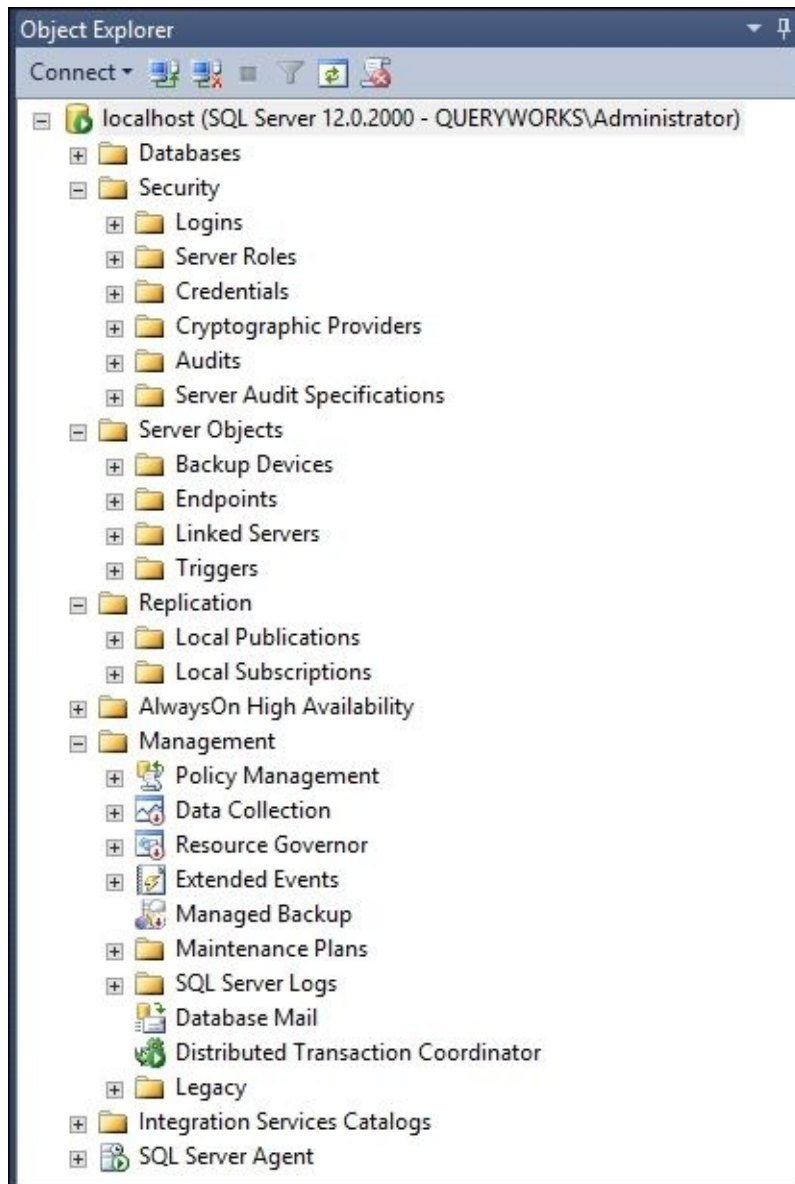 Object Explorer
Connect
localhost (SQL Server 12.0.2000 - QUERYWORKS\Administrator)
Databases
Security
Logins
Server Roles
Credentials
Cryptographic Providers
Audits
Server Audit Specifications
Server Objects
Backup Devices
Endpoints
Linked Servers
Triggers
Replication
Local Publications
Local Subscriptions
AlwaysOn High Availability
Management
Policy Management
Data Collection
Resource Governor
Extended Events
Managed Backup
Maintenance Plans
SQL Server Logs
Database Mail
Distributed Transaction Coordinator
Legacy
Integration Services Catalogs
SQL Server Agent